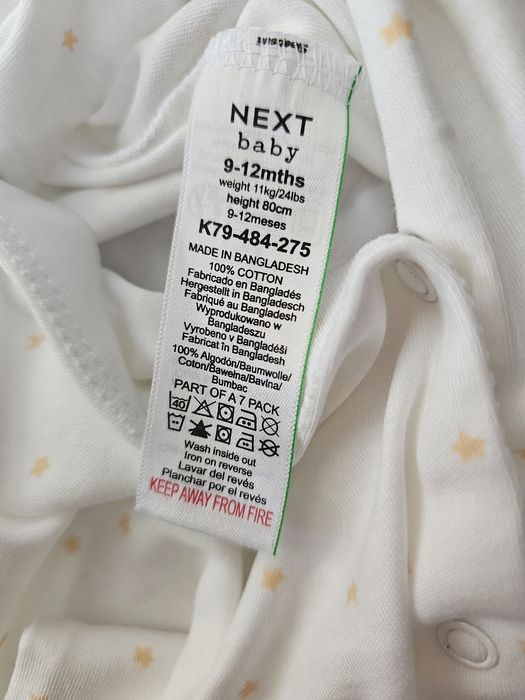 NEXT
baby
9-12mths
weight 11kg/24lbs
height 80cm
9-12meses
K79-484-275
MADE IN BANGLADESH
100% COTTON
Fabricado en Bangladés
Hergestellt in Bangladesch
Fabriqué au Bangladesh
Wyprodukowano w
Bangladeszu
Vyrobeno v Bangladéši
Fabricat în Bangladesh
100% Algodón/Baumwolle/
Coton/Bawełna/Bavlna/
Bumbac
PART OF A 7 PACK
40
Wash inside out
Iron on reverse
Lavar del revés
Planchar por el revés
KEEP AWAY FROM FIRE